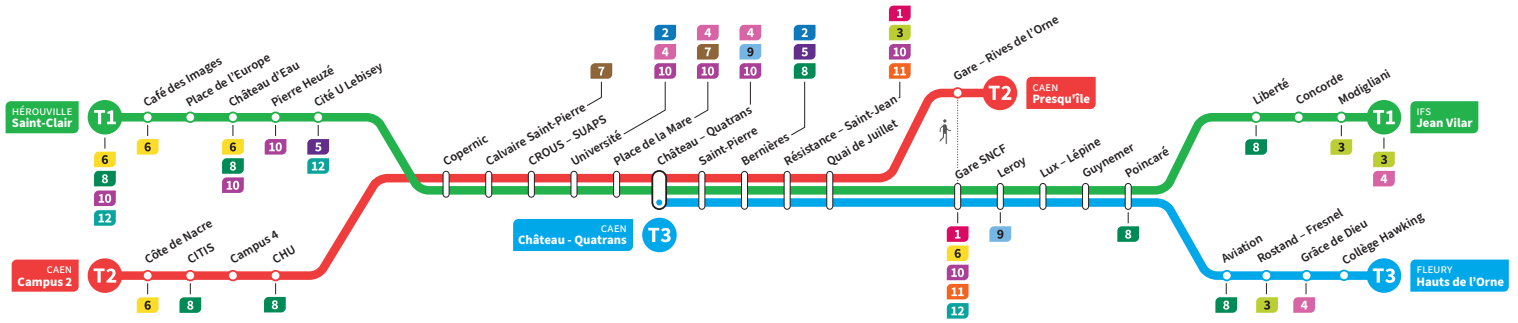 HÉROUVILLE
Saint-Clair
T1
6
8
10
12
Café des Images
6
Place de l'Europe
Château d'Eau
6
8
10
Pierre Heuzé
10
Cité U Lebisey
5
12
CAEN
Campus 2
T2
Côte de Nacre
6
CITIS
8
Campus 4
CHU
8
Copernic
Calvaire Saint-Pierre
7
CROUS – SUAPS
Université
2
4
10
Place de la Mare
4
7
10
Château – Quatrans
4
9
10
CAEN
Château - Quatrans
T3
Saint-Pierre
Bernières
2
5
8
Résistance – Saint-Jean
1
3
10
11
Quai de Juillet
Gare – Rives de l'Orne
T2
CAEN
Presqu'île
Gare SNCF
1
6
10
11
12
Leroy
9
Lux – Lépine
Guynemer
Poincaré
8
Liberté
8
Concorde
Modigliani
3
T1
3
4
IFS
Jean Vilar
Aviation
8
Rostand – Fresnel
3
Grâce de Dieu
4
Collège Hawking
T3
FLEURY
Hauts de l'Orne